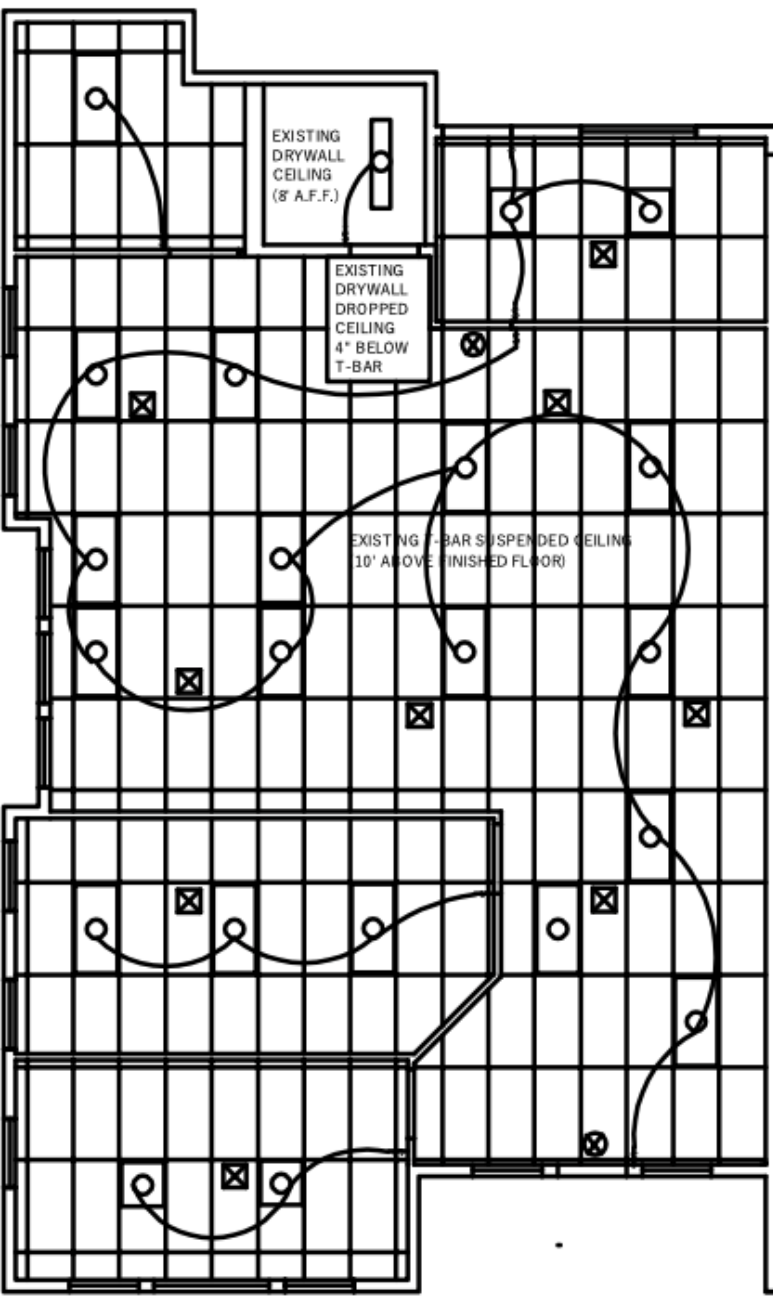 EXISTING
DRYWALL
CEILING
(8' A.F.F.)
EXISTING
DRYWALL
DROPPED
CEILING
4" BELOW
T-BAR
EXISTING T-BAR SUSPENDED CEILING
(10' ABOVE FINISHED FLOOR)